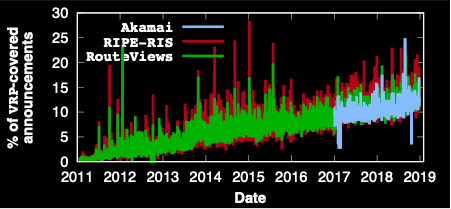 % of VRP-covered
announcements
30
25
20
15
10
5
0
Akamai
RIPE-RIS
RouteViews
2011 2012 2013 2014 2015 2016 2017 2018 2019
Date